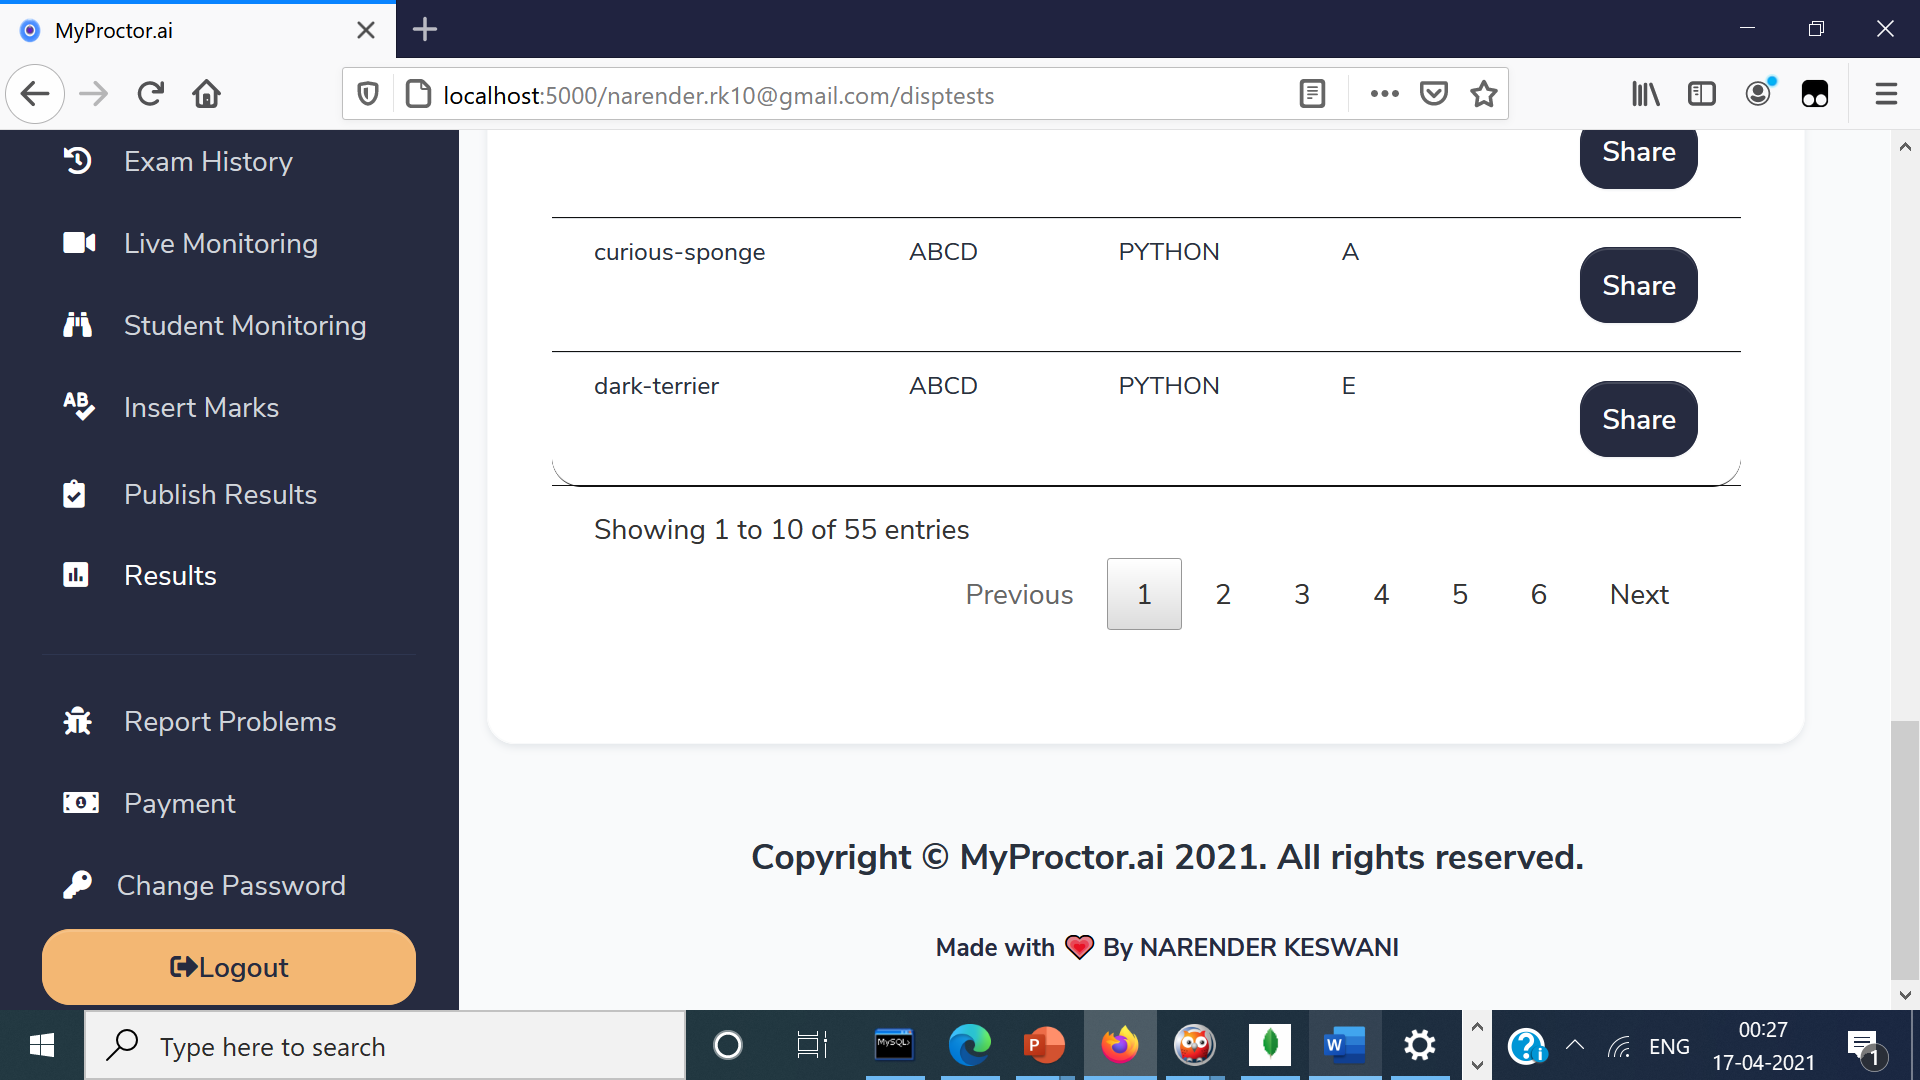 MyProctor.ai
localhost:5000/narender.rk10@gmail.com/disptests
Exam History
Live Monitoring
Student Monitoring
Insert Marks
Publish Results
Results
Report Problems
Payment
Change Password
Logout
Share
curious-sponge ABCD PYTHON A Share
dark-terrier ABCD PYTHON E Share
Showing 1 to 10 of 55 entries
Previous 1 2 3 4 5 6 Next
Copyright © MyProctor.ai 2021. All rights reserved.
Made with ❤ By NARENDER KESWANI
Type here to search
MySQL>
P
W
ENG
00:27
17-04-2021
1